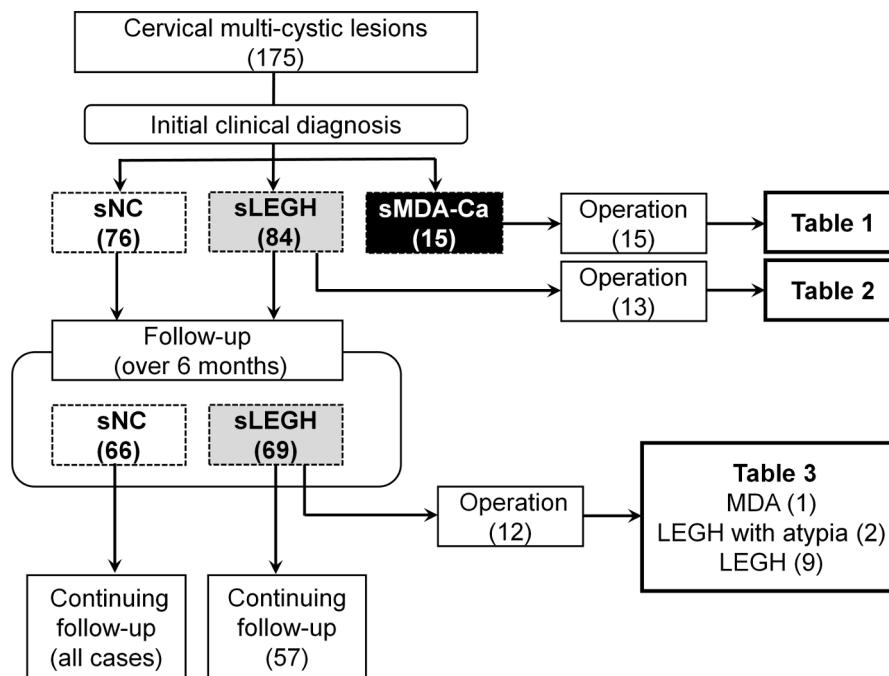 Cervical multi-cystic lesions
(175)
Initial clinical diagnosis
sNC
(76)
sLEGH
(84)
sMDA-Ca
(15)
Operation
(15)
Table 1
Operation
(13)
Table 2
Follow-up
(over 6 months)
sNC
(66)
sLEGH
(69)
Operation
(12)
Table 3
MDA (1)
LEGH with atypia (2)
LEGH (9)
Continuing
follow-up
(all cases)
Continuing
follow-up
(57)